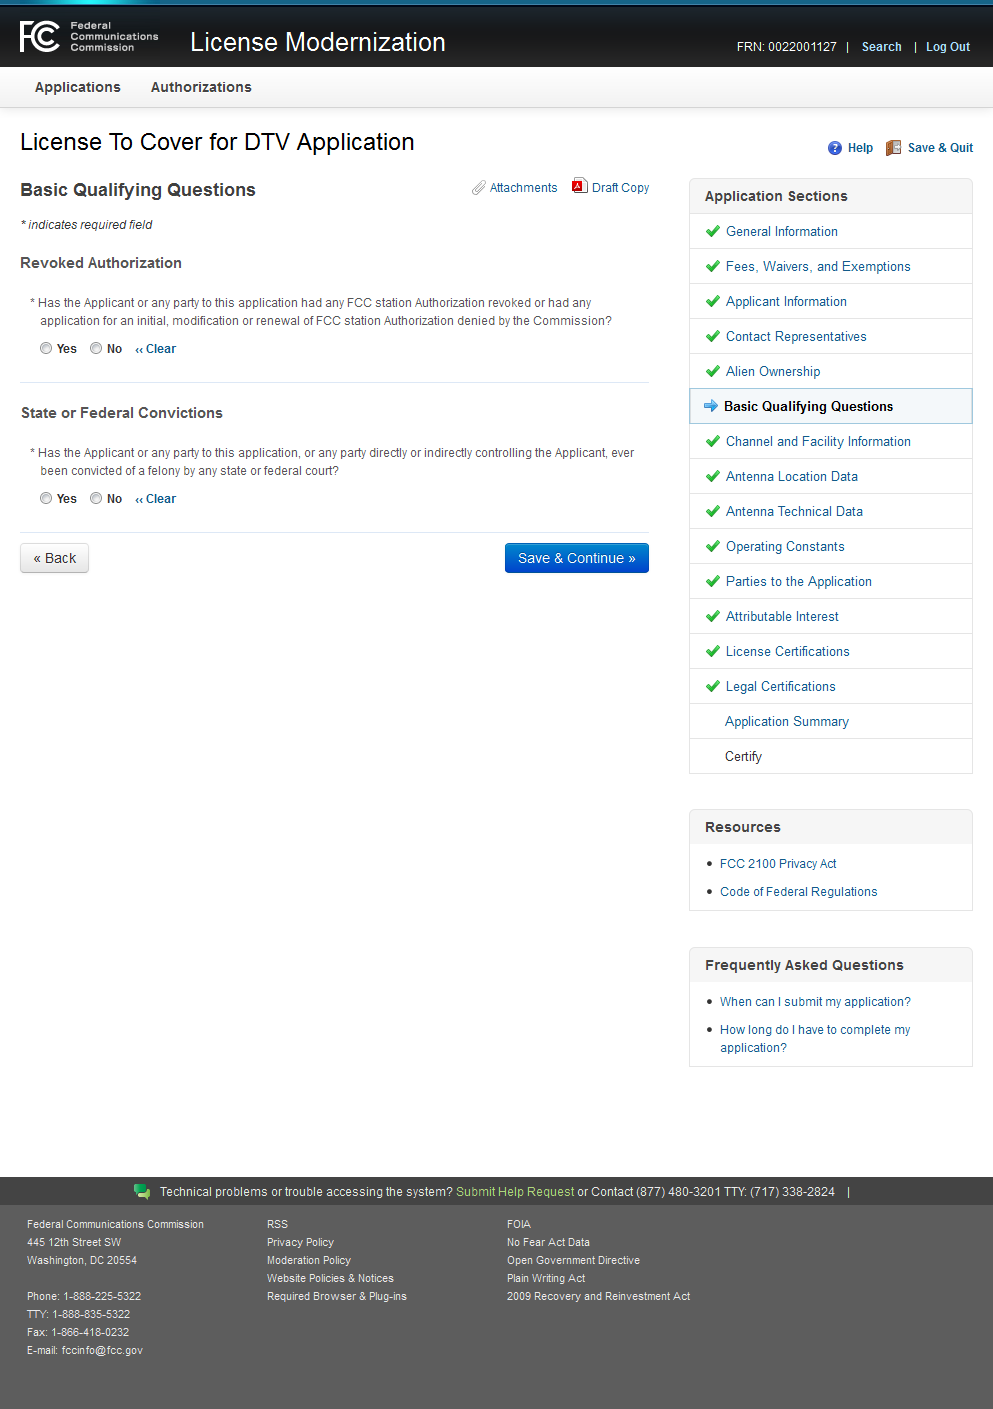 FCC Federal Communications Commission
License Modernization
FRN: 0022001127 | Search | Log Out
Applications Authorizations
License To Cover for DTV Application
Help Save & Quit
Basic Qualifying Questions
Attachments Draft Copy
* indicates required field
Revoked Authorization
* Has the Applicant or any party to this application had any FCC station Authorization revoked or had any
application for an initial, modification or renewal of FCC station Authorization denied by the Commission?
Yes No ‹‹ Clear
State or Federal Convictions
* Has the Applicant or any party to this application, or any party directly or indirectly controlling the Applicant, ever
been convicted of a felony by any state or federal court?
Yes No ‹‹ Clear
« Back
Save & Continue »
Application Sections
General Information
Fees, Waivers, and Exemptions
Applicant Information
Contact Representatives
Alien Ownership
Basic Qualifying Questions
Channel and Facility Information
Antenna Location Data
Antenna Technical Data
Operating Constants
Parties to the Application
Attributable Interest
License Certifications
Legal Certifications
Application Summary
Certify
Resources
• FCC 2100 Privacy Act
• Code of Federal Regulations
Frequently Asked Questions
• When can I submit my application?
• How long do I have to complete my
application?
Technical problems or trouble accessing the system? Submit Help Request or Contact (877) 480-3201 TTY: (717) 338-2824 |
Federal Communications Commission
445 12th Street SW
Washington, DC 20554
Phone: 1-888-225-5322
TTY: 1-888-835-5322
Fax: 1-866-418-0232
E-mail: fccinfo@fcc.gov
RSS
Privacy Policy
Moderation Policy
Website Policies & Notices
Required Browser & Plug-ins
FOIA
No Fear Act Data
Open Government Directive
Plain Writing Act
2009 Recovery and Reinvestment Act